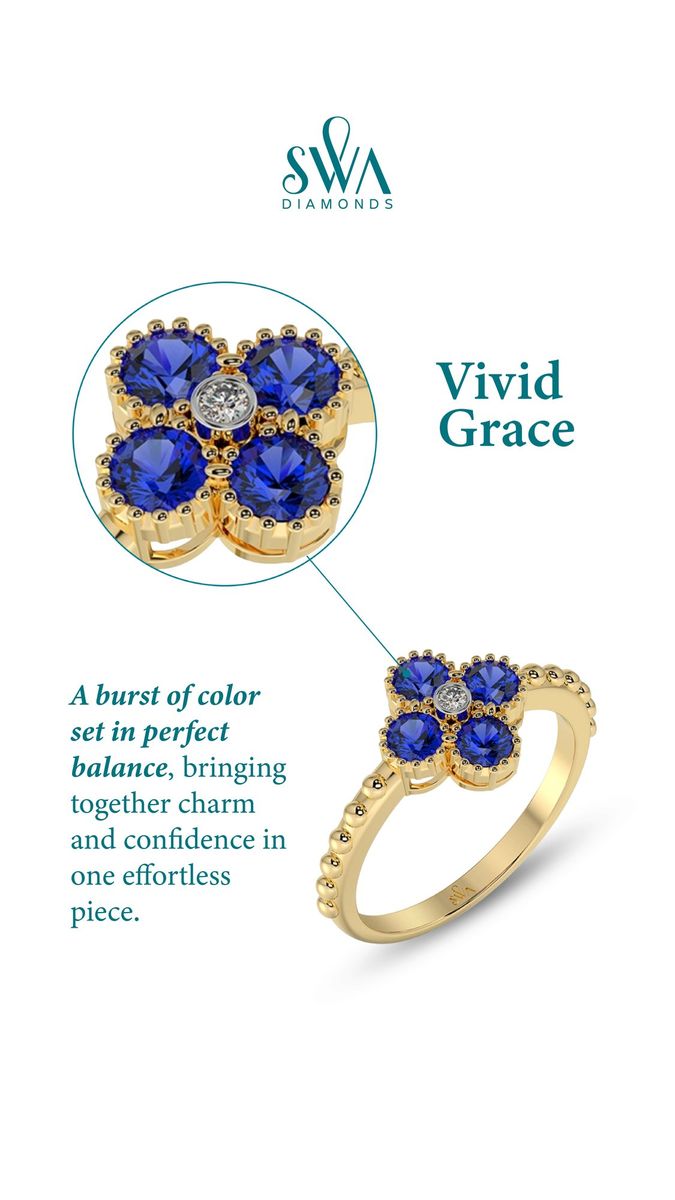 SWA
DIAMONDS
Vivid
Grace
A burst of color
set in perfect
balance, bringing
together charm
and confidence in
one effortless
piece.
SWA